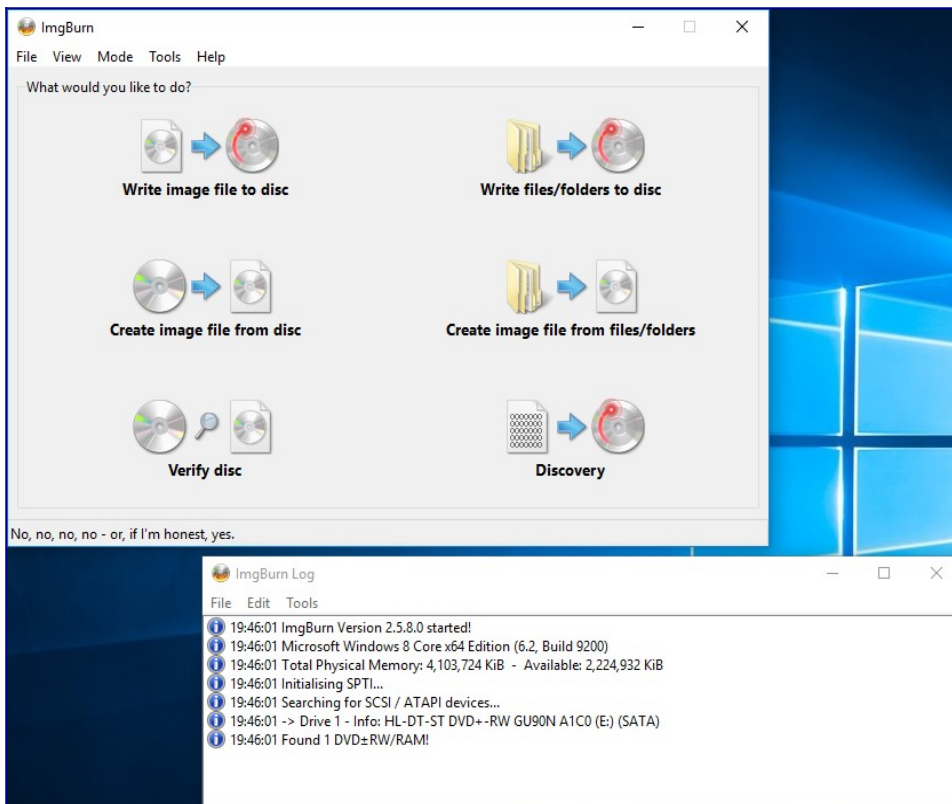 ImgBurn
File View Mode Tools Help
What would you like to do?
Write image file to disc Write files/folders to disc
Create image file from disc Create image file from files/folders
Verify disc Discovery
No, no, no, no - or, if I'm honest, yes.
ImgBurn Log
File Edit Tools
19:46:01 ImgBurn Version 2.5.8.0 started!
19:46:01 Microsoft Windows 8 Core x64 Edition (6.2, Build 9200)
19:46:01 Total Physical Memory: 4,103,724 KiB - Available: 2,224,932 KiB
19:46:01 Initialising SPTI...
19:46:01 Searching for SCSI / ATAPI devices...
19:46:01 -> Drive 1 - Info: HL-DT-ST DVD+-RW GU90N A1C0 (E:) (SATA)
19:46:01 Found 1 DVD±RW/RAM!